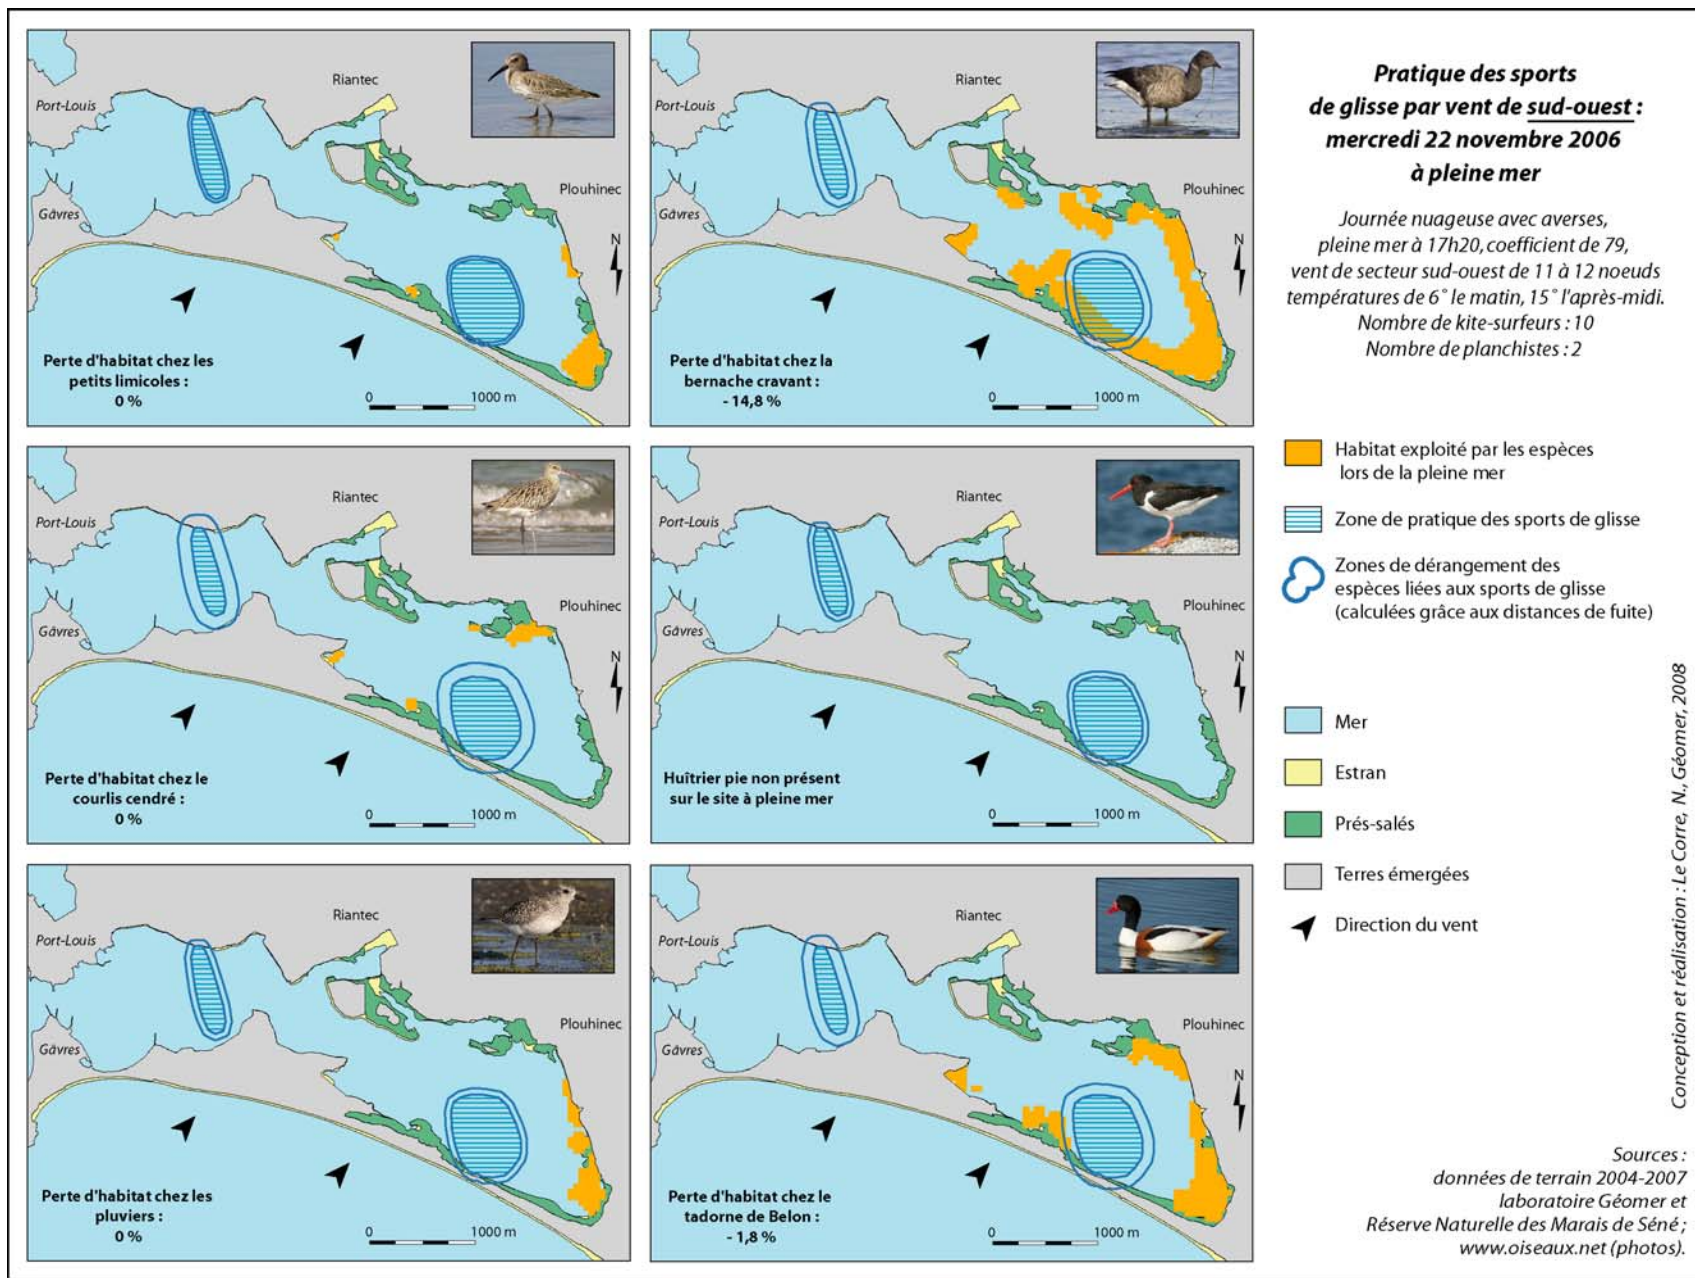 Riantec
Port-Louis
Gâvres
Plouhinec
N
Perte d'habitat chez les
petits limicoles :
0 %
0 1000 m
Riantec
Port-Louis
Gâvres
Plouhinec
N
Perte d'habitat chez la
bernache cravant :
- 14,8 %
0 1000 m
Riantec
Port-Louis
Gâvres
Plouhinec
N
Perte d'habitat chez le
courlis cendré :
0 %
0 1000 m
Riantec
Port-Louis
Gâvres
Plouhinec
N
Huîtrier pie non présent
sur le site à pleine mer
0 1000 m
Riantec
Port-Louis
Gâvres
Plouhinec
N
Perte d'habitat chez les
pluviers :
0 %
0 1000 m
Riantec
Port-Louis
Gâvres
Plouhinec
N
Perte d'habitat chez le
tadorne de Belon :
- 1,8 %
0 1000 m
Pratique des sports
de glisse par vent de sud-ouest :
mercredi 22 novembre 2006
à pleine mer
Journée nuageuse avec averses,
pleine mer à 17h20, coefficient de 79,
vent de secteur sud-ouest de 11 à 12 noeuds
températures de 6° le matin, 15° l'après-midi.
Nombre de kite-surfeurs : 10
Nombre de planchistes : 2
Habitat exploité par les espèces
lors de la pleine mer
Zone de pratique des sports de glisse
Zones de dérangement des
espèces liées aux sports de glisse
(calculées grâce aux distances de fuite)
Mer
Estran
Prés-salés
Terres émergées
Direction du vent
Conception et réalisation : Le Corre, N., Géomer, 2008
Sources :
données de terrain 2004-2007
laboratoire Géomer et
Réserve Naturelle des Marais de Séné ;
www.oiseaux.net (photos).